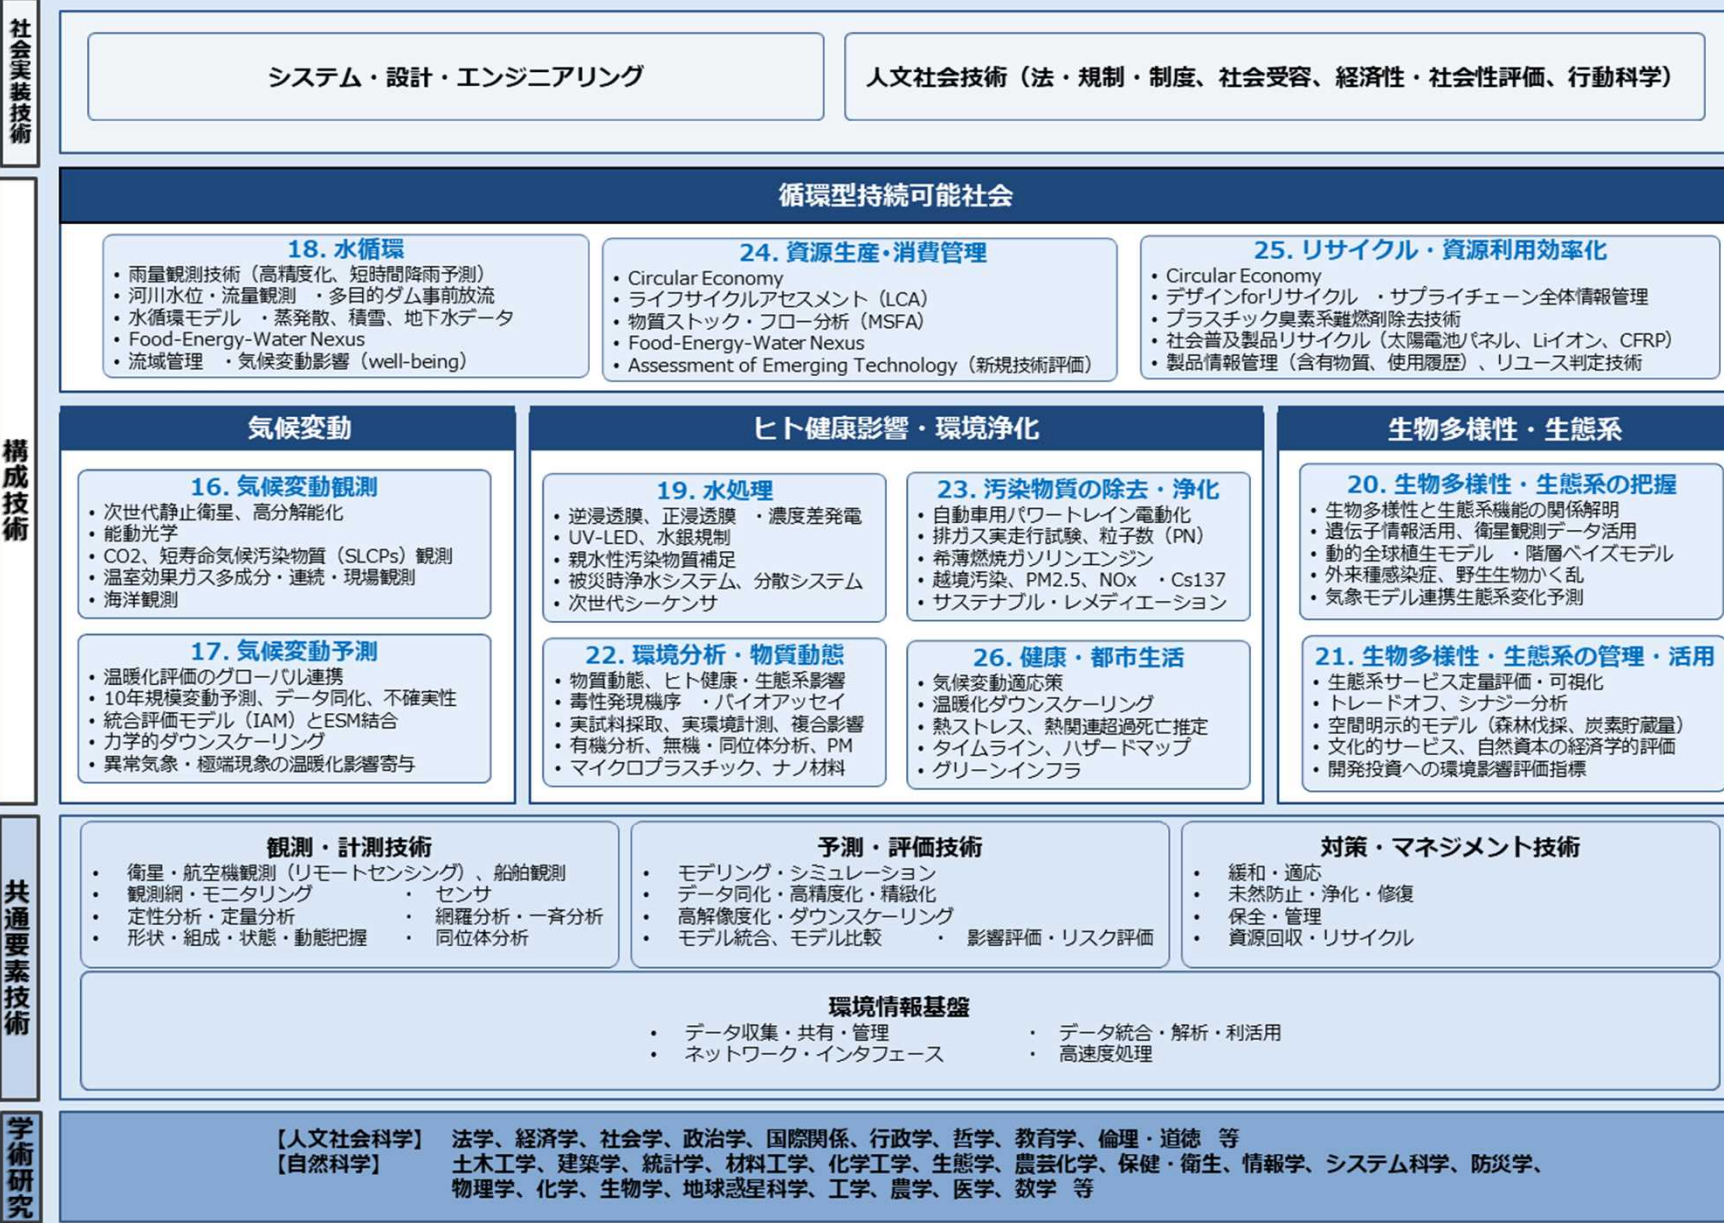 社会実装技術
システム・設計・エンジニアリング
人文社会技術（法・規制・制度、社会受容、経済性・社会性評価、行動科学）
構成技術
循環型持続可能社会
18. 水循環
• 雨量観測技術（高精度化、短時間降雨予測）
• 河川水位・流量観測　・多目的ダム事前放流
• 水循環モデル　・蒸発散、積雪、地下水データ
• Food-Energy-Water Nexus
• 流域管理　・気候変動影響（well-being）
24. 資源生産・消費管理
• Circular Economy
• ライフサイクルアセスメント（LCA）
• 物質ストック・フロー分析（MSFA）
• Food-Energy-Water Nexus
• Assessment of Emerging Technology（新規技術評価）
25. リサイクル・資源利用効率化
• Circular Economy
• デザインforリサイクル　・サプライチェーン全体情報管理
• プラスチック臭素系難燃剤除去技術
• 社会普及製品リサイクル（太陽電池パネル、Liイオン、CFRP）
• 製品情報管理（含有物質、使用履歴）、リユース判定技術
気候変動
16. 気候変動観測
• 次世代静止衛星、高分解能化
• 能動光学
• CO2、短寿命気候汚染物質（SLCPs）観測
• 温室効果ガス多成分・連続・現場観測
• 海洋観測
17. 気候変動予測
• 温暖化評価のグローバル連携
• 10年規模変動予測、データ同化、不確実性
• 統合評価モデル（IAM）とESM結合
• 力学的ダウンスケーリング
• 異常気象・極端現象の温暖化影響寄与
ヒト健康影響・環境浄化
19. 水処理
• 逆浸透膜、正浸透膜　・濃度差発電
• UV-LED、水銀規制
• 親水性汚染物質補足
• 被災時浄水システム、分散システム
• 次世代シーケンサ
23. 汚染物質の除去・浄化
• 自動車用パワートレイン電動化
• 排ガス実走行試験、粒子数（PN）
• 希薄燃焼ガソリンエンジン
• 越境汚染、PM2.5、NOx　・Cs137
• サステナブル・レメディエーション
22. 環境分析・物質動態
• 物質動態、ヒト健康・生態系影響
• 毒性発現機序　・バイオアッセイ
• 実試料採取、実環境計測、複合影響
• 有機分析、無機・同位体分析、PM
• マイクロプラスチック、ナノ材料
26. 健康・都市生活
• 気候変動適応策
• 温暖化ダウンスケーリング
• 熱ストレス、熱関連超過死亡推定
• タイムライン、ハザードマップ
• グリーンインフラ
生物多様性・生態系
20. 生物多様性・生態系の把握
• 生物多様性と生態系機能の関係解明
• 遺伝子情報活用、衛星観測データ活用
• 動的全球植生モデル　・階層ベイズモデル
• 外来種感染症、野生生物かく乱
• 気象モデル連携生態系変化予測
21. 生物多様性・生態系の管理・活用
• 生態系サービス定量評価・可視化
• トレードオフ、シナジー分析
• 空間明示的モデル（森林伐採、炭素貯蔵量）
• 文化的サービス、自然資本の経済学的評価
• 開発投資への環境影響評価指標
共通要素技術
観測・計測技術
• 衛星・航空機観測（リモートセンシング）、船舶観測
• 観測網・モニタリング　・センサ
• 定性分析・定量分析　・網羅分析・一斉分析
• 形状・組成・状態・動態把握　・同位体分析
予測・評価技術
• モデリング・シミュレーション
• データ同化・高精度化・精緻化
• 高解像度化・ダウンスケーリング
• モデル統合、モデル比較　・影響評価・リスク評価
対策・マネジメント技術
• 緩和・適応
• 未然防止・浄化・修復
• 保全・管理
• 資源回収・リサイクル
環境情報基盤
• データ収集・共有・管理　・データ統合・解析・利活用
• ネットワーク・インタフェース　・高速度処理
学術研究
【人文社会科学】　法学、経済学、社会学、政治学、国際関係、行政学、哲学、教育学、倫理・道徳　等
【自然科学】　土木工学、建築学、統計学、材料工学、化学工学、生態学、農芸化学、保健・衛生、情報学、システム科学、防災学、
物理学、化学、生物学、地球惑星科学、工学、農学、医学、数学　等